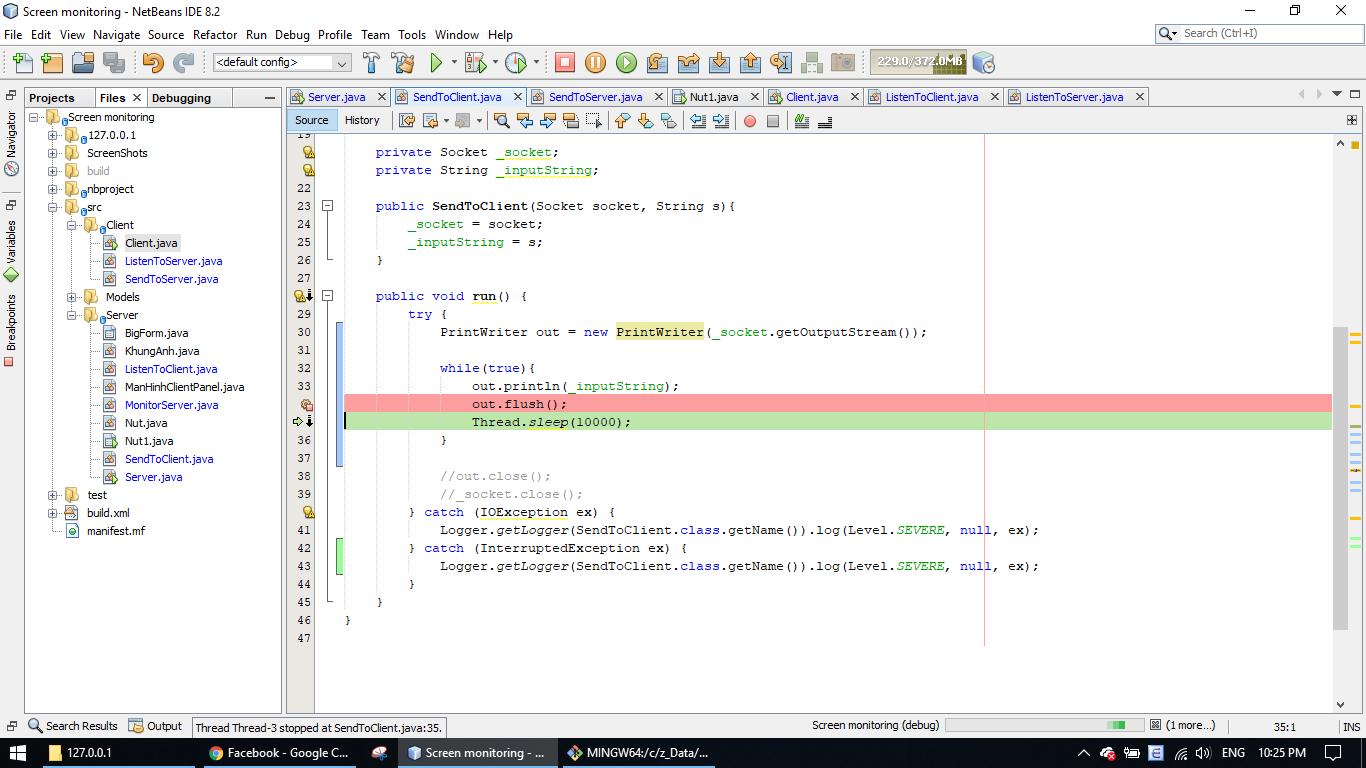 Screen monitoring - NetBeans IDE 8.2
File Edit View Navigate Source Refactor Run Debug Profile Team Tools Window Help
Search (Ctrl+I)
<default config>
229.0/372.0MB
Projects Files Debugging
Server.java SendToClient.java SendToServer.java Nut1.java Client.java ListenToClient.java ListenToServer.java
Source History
Navigator
Variables
Breakpoints
Screen monitoring
127.0.0.1
ScreenShots
build
nbproject
src
Client
Client.java
ListenToServer.java
SendToServer.java
Models
Server
BigForm.java
KhungAnh.java
ListenToClient.java
ManHinhClientPanel.java
MonitorServer.java
Nut.java
Nut1.java
SendToClient.java
Server.java
test
build.xml
manifest.mf
19
private Socket _socket;
private String _inputString;
22
23 public SendToClient(Socket socket, String s){
24 _socket = socket;
25 _inputString = s;
26 }
27
public void run() {
29 try {
30 PrintWriter out = new PrintWriter(_socket.getOutputStream());
31
32 while(true){
33 out.println(_inputString);
out.flush();
Thread.sleep(10000);
36 }
37
38 //out.close();
39 //_socket.close();
} catch (IOException ex) {
41 Logger.getLogger(SendToClient.class.getName()).log(Level.SEVERE, null, ex);
42 } catch (InterruptedException ex) {
43 Logger.getLogger(SendToClient.class.getName()).log(Level.SEVERE, null, ex);
44 }
45 }
46 }
47
Search Results Output Thread Thread-3 stopped at SendToClient.java:35. Screen monitoring (debug) (1 more...) 35:1 INS
127.0.0.1 Facebook - Google C... Screen monitoring - ... MINGW64:/c/z_Data/... ENG 10:25 PM